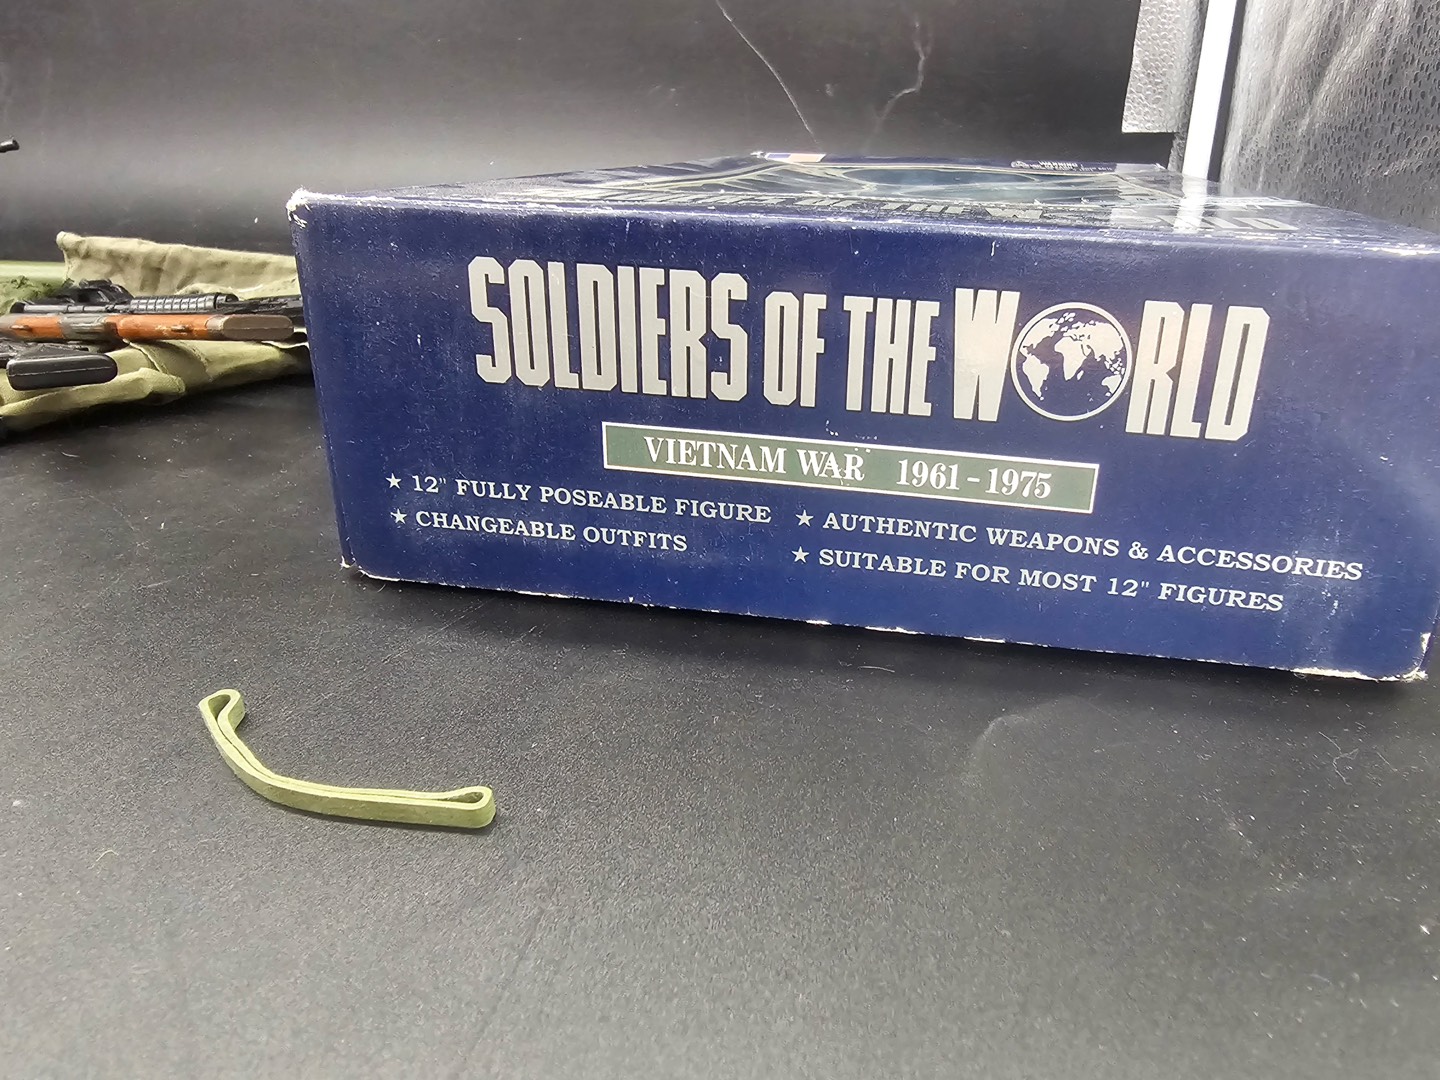 WARNING
SOLDIERS OF THE WORLD
VIETNAM WAR 1961-1975
★ 12" FULLY POSEABLE FIGURE
★ CHANGEABLE OUTFITS
★ AUTHENTIC WEAPONS & ACCESSORIES
★ SUITABLE FOR MOST 12" FIGURES